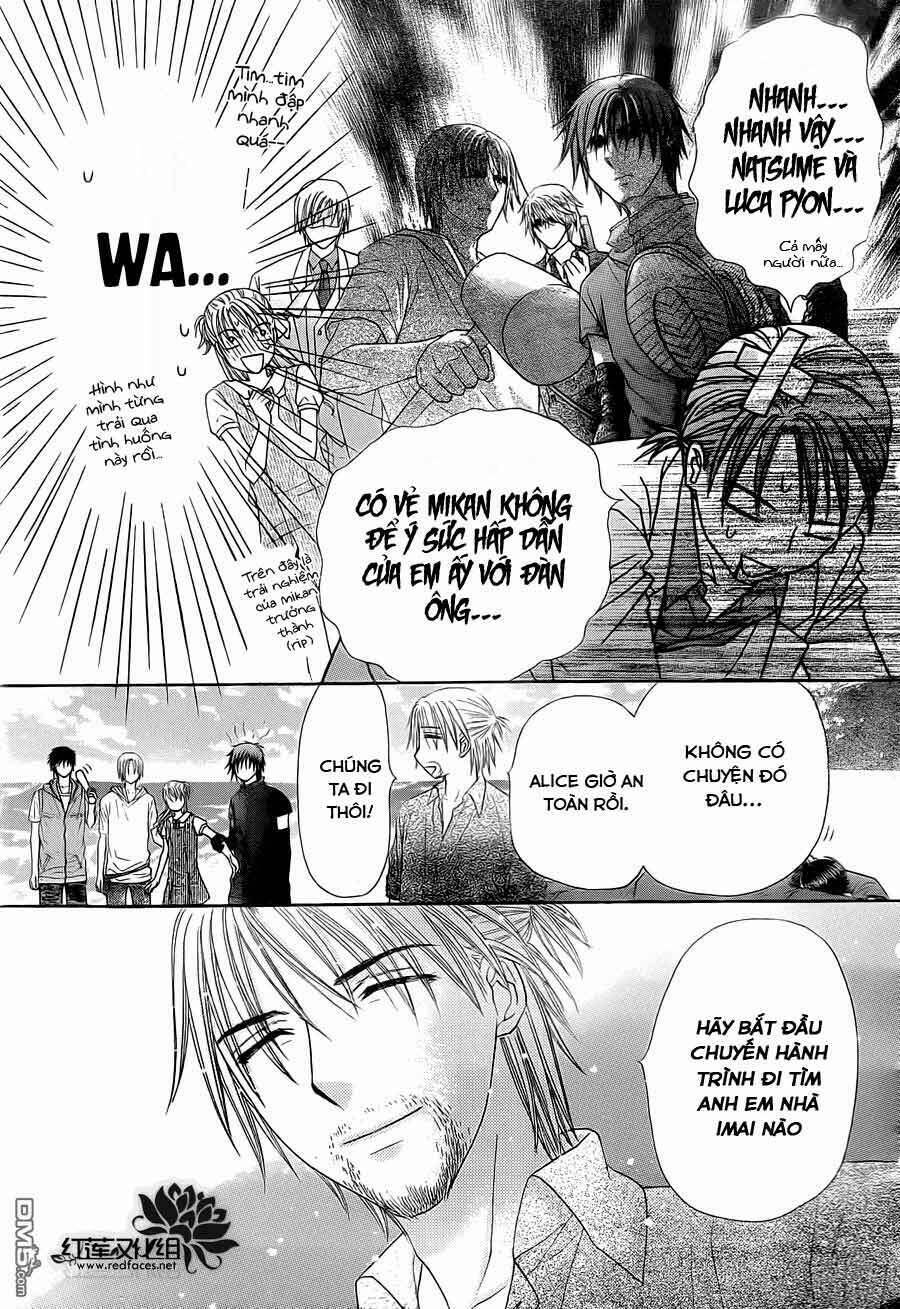 NHANH...
NHANH VẬY...
NATSUME VÀ
LUCA PYON...
Cả mấy
người nữa...
Tim...tim
mình đập
nhanh
quá--
WA...
Hình như
mình từng
trải qua
tình huống
này rồi...
Trên đây là
trải nghiệm
của mikan
trưởng
thành
(rip)
CÓ VẺ MIKAN KHÔNG
ĐỂ Ý SỨC HẤP DẪN
CỦA EM ẤY VỚI ĐÀN
ÔNG...
KHÔNG CÓ
CHUYỆN ĐÓ
ĐÂU...
ALICE GIỜ AN
TOÀN RỒI.
CHÚNG
TA ĐI
THÔI!
HÃY BẮT ĐẦU
CHUYẾN HÀNH
TRÌNH ĐI TÌM
ANH EM NHÀ
IMAI NÀO
红莲汉化组
www.redfaces.net
DM5.com